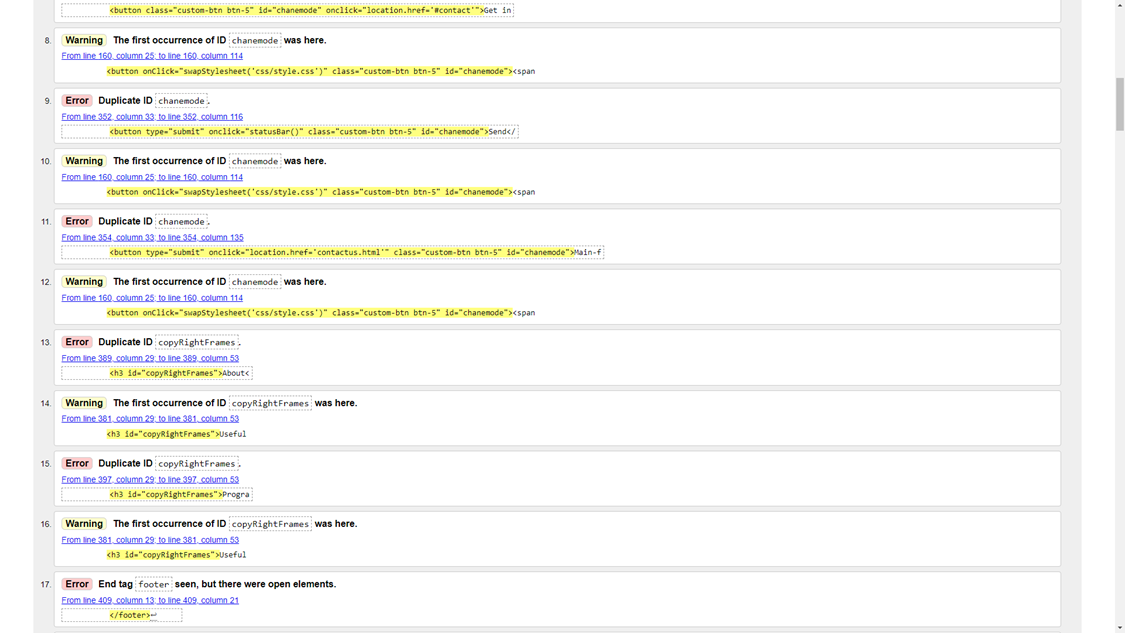 <button class="custom-btn btn-5" id="chanemode" onclick="location.href='#contact'">Get in
8. Warning The first occurrence of ID chanemode was here.
From line 160, column 25; to line 160, column 114
<button onClick="swapStylesheet('css/style.css')" class="custom-btn btn-5" id="chanemode"><span
9. Error Duplicate ID chanemode.
From line 352, column 33; to line 352, column 116
<button type="submit" onclick="statusBar()" class="custom-btn btn-5" id="chanemode">Send</
10. Warning The first occurrence of ID chanemode was here.
From line 160, column 25; to line 160, column 114
<button onClick="swapStylesheet('css/style.css')" class="custom-btn btn-5" id="chanemode"><span
11. Error Duplicate ID chanemode.
From line 354, column 33; to line 354, column 135
<button type="submit" onclick="location.href='contactus.html'" class="custom-btn btn-5" id="chanemode">Main-f
12. Warning The first occurrence of ID chanemode was here.
From line 160, column 25; to line 160, column 114
<button onClick="swapStylesheet('css/style.css')" class="custom-btn btn-5" id="chanemode"><span
13. Error Duplicate ID copyRightFrames.
From line 389, column 29; to line 389, column 53
<h3 id="copyRightFrames">About<
14. Warning The first occurrence of ID copyRightFrames was here.
From line 381, column 29; to line 381, column 53
<h3 id="copyRightFrames">Useful
15. Error Duplicate ID copyRightFrames.
From line 397, column 29; to line 397, column 53
<h3 id="copyRightFrames">Progra
16. Warning The first occurrence of ID copyRightFrames was here.
From line 381, column 29; to line 381, column 53
<h3 id="copyRightFrames">Useful
17. Error End tag footer seen, but there were open elements.
From line 409, column 13; to line 409, column 21
</footer>↩